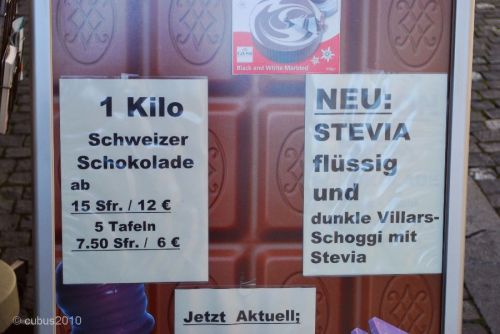 Black and White Marbled
1 Kilo
Schweizer
Schokolade
ab
15 Sfr. / 12 €
5 Tafeln
7.50 Sfr. / 6 €
NEU:
STEVIA
flüssig
und
dunkle Villars-
Schoggi mit
Stevia
Jetzt Aktuell;
© cubus2010